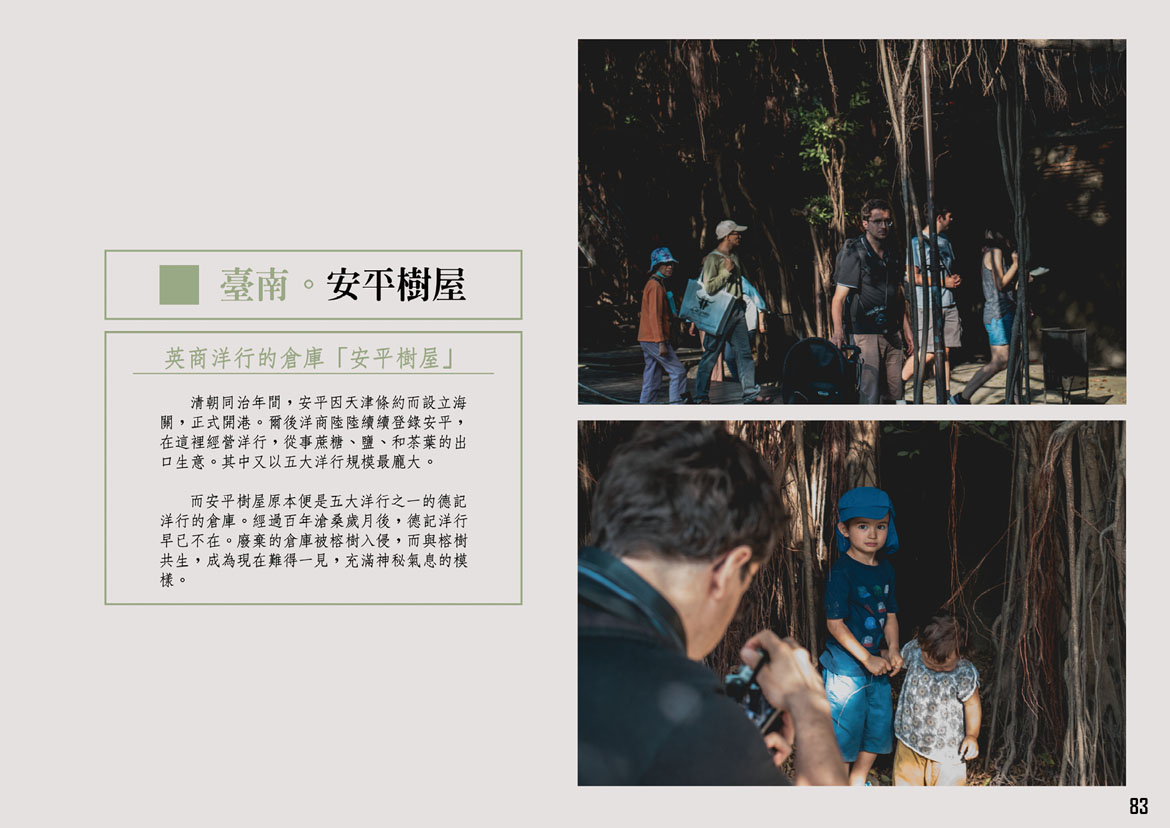 臺南。安平樹屋
英商洋行的倉庫「安平樹屋」
清朝同治年間，安平因天津條約而設立海
關，正式開港。爾後洋商陸陸續續登錄安平，
在這裡經營洋行，從事蔗糖、鹽、和茶葉的出
口生意。其中又以五大洋行規模最龐大。
而安平樹屋原本便是五大洋行之一的德記
洋行的倉庫。經過百年滄桑歲月後，德記洋行
早已不在。廢棄的倉庫被榕樹入侵，而與榕樹
共生，成為現在難得一見，充滿神秘氣息的模
樣。
83